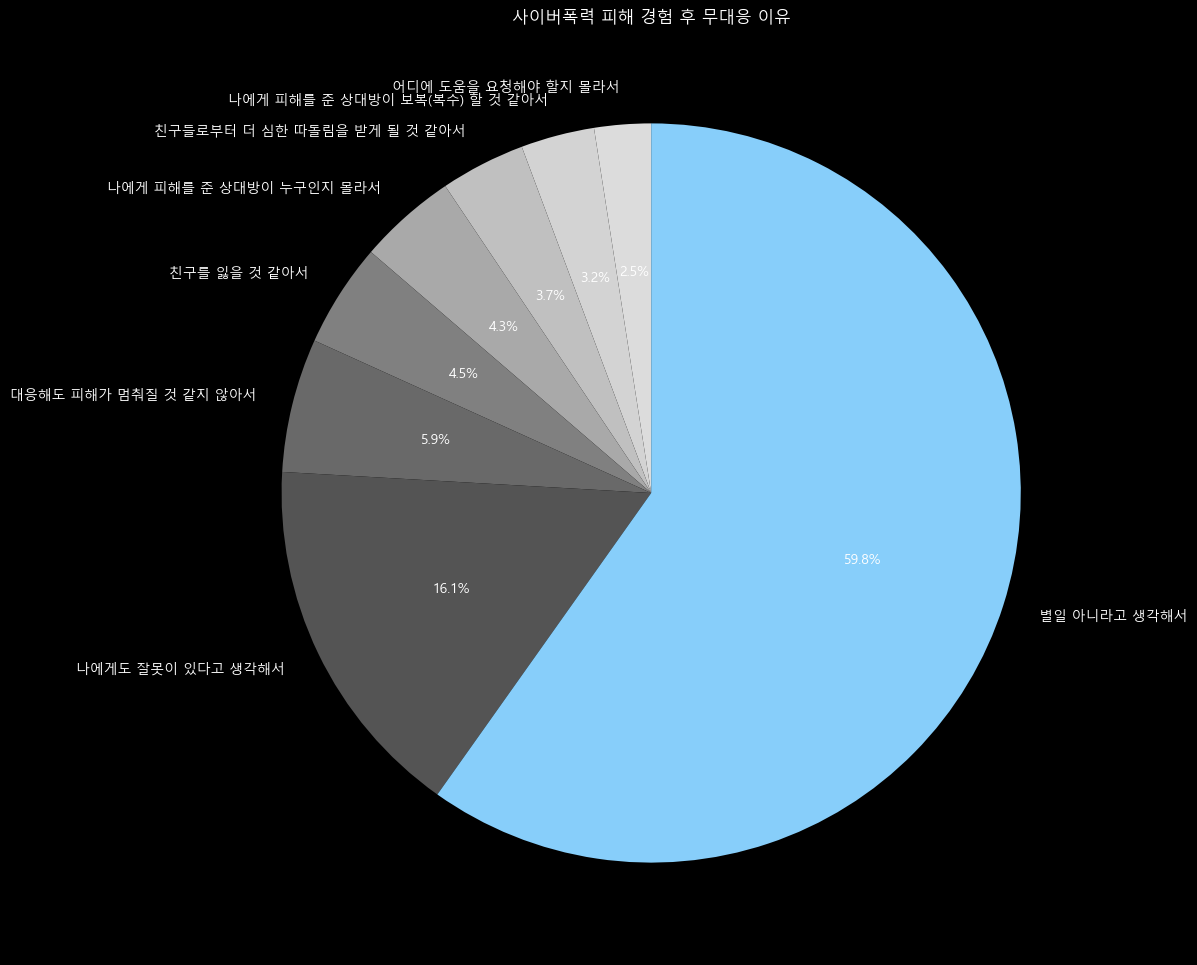 사이버폭력 피해 경험 후 무대응 이유
어디에 도움을 요청해야 할지 몰라서
나에게 피해를 준 상대방이 보복(복수) 할 것 같아서
친구들로부터 더 심한 따돌림을 받게 될 것 같아서
나에게 피해를 준 상대방이 누구인지 몰라서
친구를 잃을 것 같아서
대응해도 피해가 멈춰질 것 같지 않아서
나에게도 잘못이 있다고 생각해서
별일 아니라고 생각해서
2.5%
3.2%
3.7%
4.3%
4.5%
5.9%
16.1%
59.8%